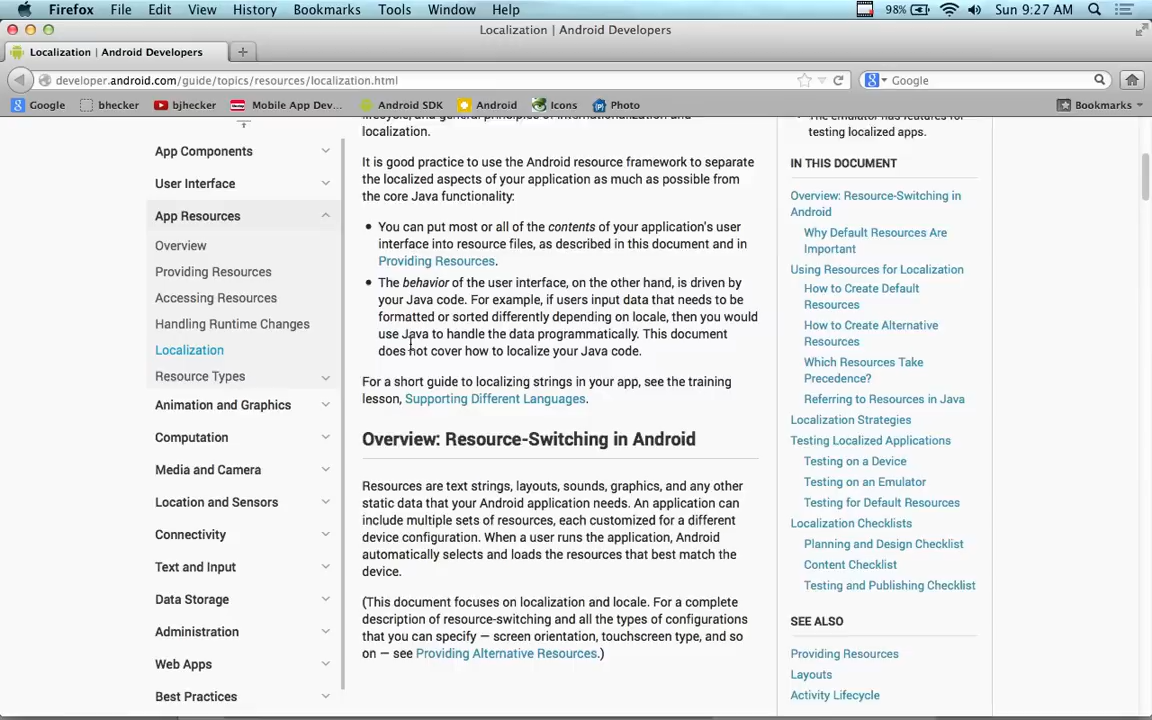 Firefox File Edit View History Bookmarks Tools Window Help 98% Sun 9:27 AM
Localization | Android Developers
Localization | Android Developers
developer.android.com/guide/topics/resources/localization.html
Google
Google bhecker bjhecker Mobile App Dev... Android SDK Android Icons Photo Bookmarks
App Components
User Interface
App Resources
Overview
Providing Resources
Accessing Resources
Handling Runtime Changes
Localization
Resource Types
Animation and Graphics
Computation
Media and Camera
Location and Sensors
Connectivity
Text and Input
Data Storage
Administration
Web Apps
Best Practices
lifecycle, and general principles of internationalization and
localization.
It is good practice to use the Android resource framework to separate
the localized aspects of your application as much as possible from
the core Java functionality:
• You can put most or all of the contents of your application's user
interface into resource files, as described in this document and in
Providing Resources.
• The behavior of the user interface, on the other hand, is driven by
your Java code. For example, if users input data that needs to be
formatted or sorted differently depending on locale, then you would
use Java to handle the data programmatically. This document
does not cover how to localize your Java code.
For a short guide to localizing strings in your app, see the training
lesson, Supporting Different Languages.
Overview: Resource-Switching in Android
Resources are text strings, layouts, sounds, graphics, and any other
static data that your Android application needs. An application can
include multiple sets of resources, each customized for a different
device configuration. When a user runs the application, Android
automatically selects and loads the resources that best match the
device.
(This document focuses on localization and locale. For a complete
description of resource-switching and all the types of configurations
that you can specify — screen orientation, touchscreen type, and so
on — see Providing Alternative Resources.)
The emulator has features for
testing localized apps.
IN THIS DOCUMENT
Overview: Resource-Switching in
Android
Why Default Resources Are
Important
Using Resources for Localization
How to Create Default
Resources
How to Create Alternative
Resources
Which Resources Take
Precedence?
Referring to Resources in Java
Localization Strategies
Testing Localized Applications
Testing on a Device
Testing on an Emulator
Testing for Default Resources
Localization Checklists
Planning and Design Checklist
Content Checklist
Testing and Publishing Checklist
SEE ALSO
Providing Resources
Layouts
Activity Lifecycle